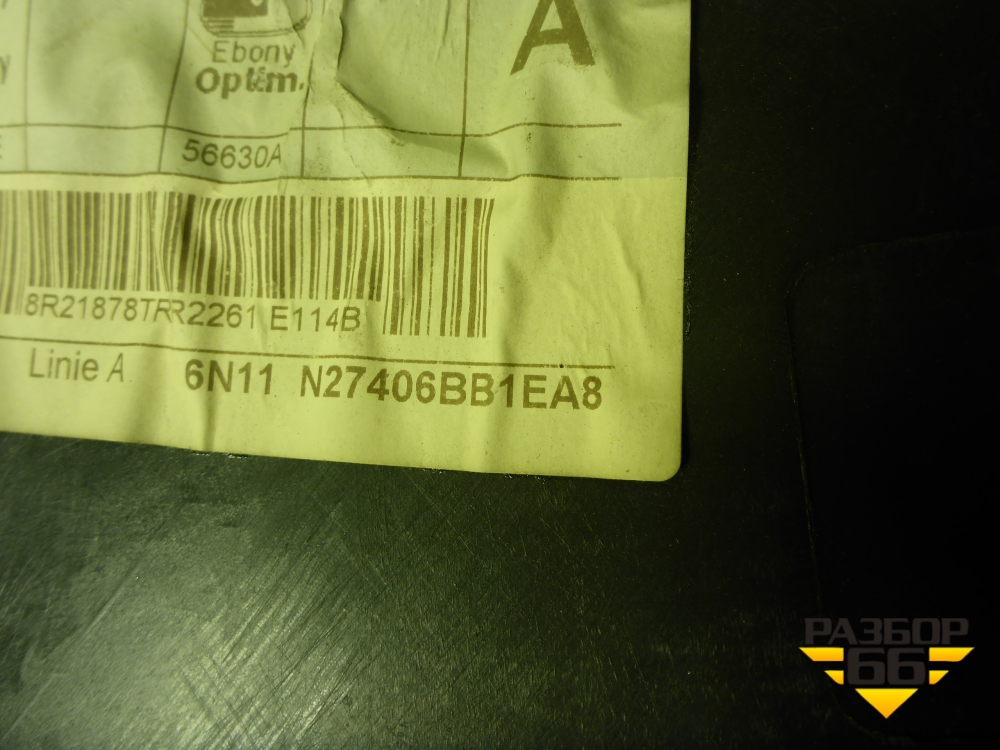 A
Ebony
Optim.
56630A
8R21878TRR2261 E114B
Linie A 6N11 N27406BB1EA8
РАЗБОР
66